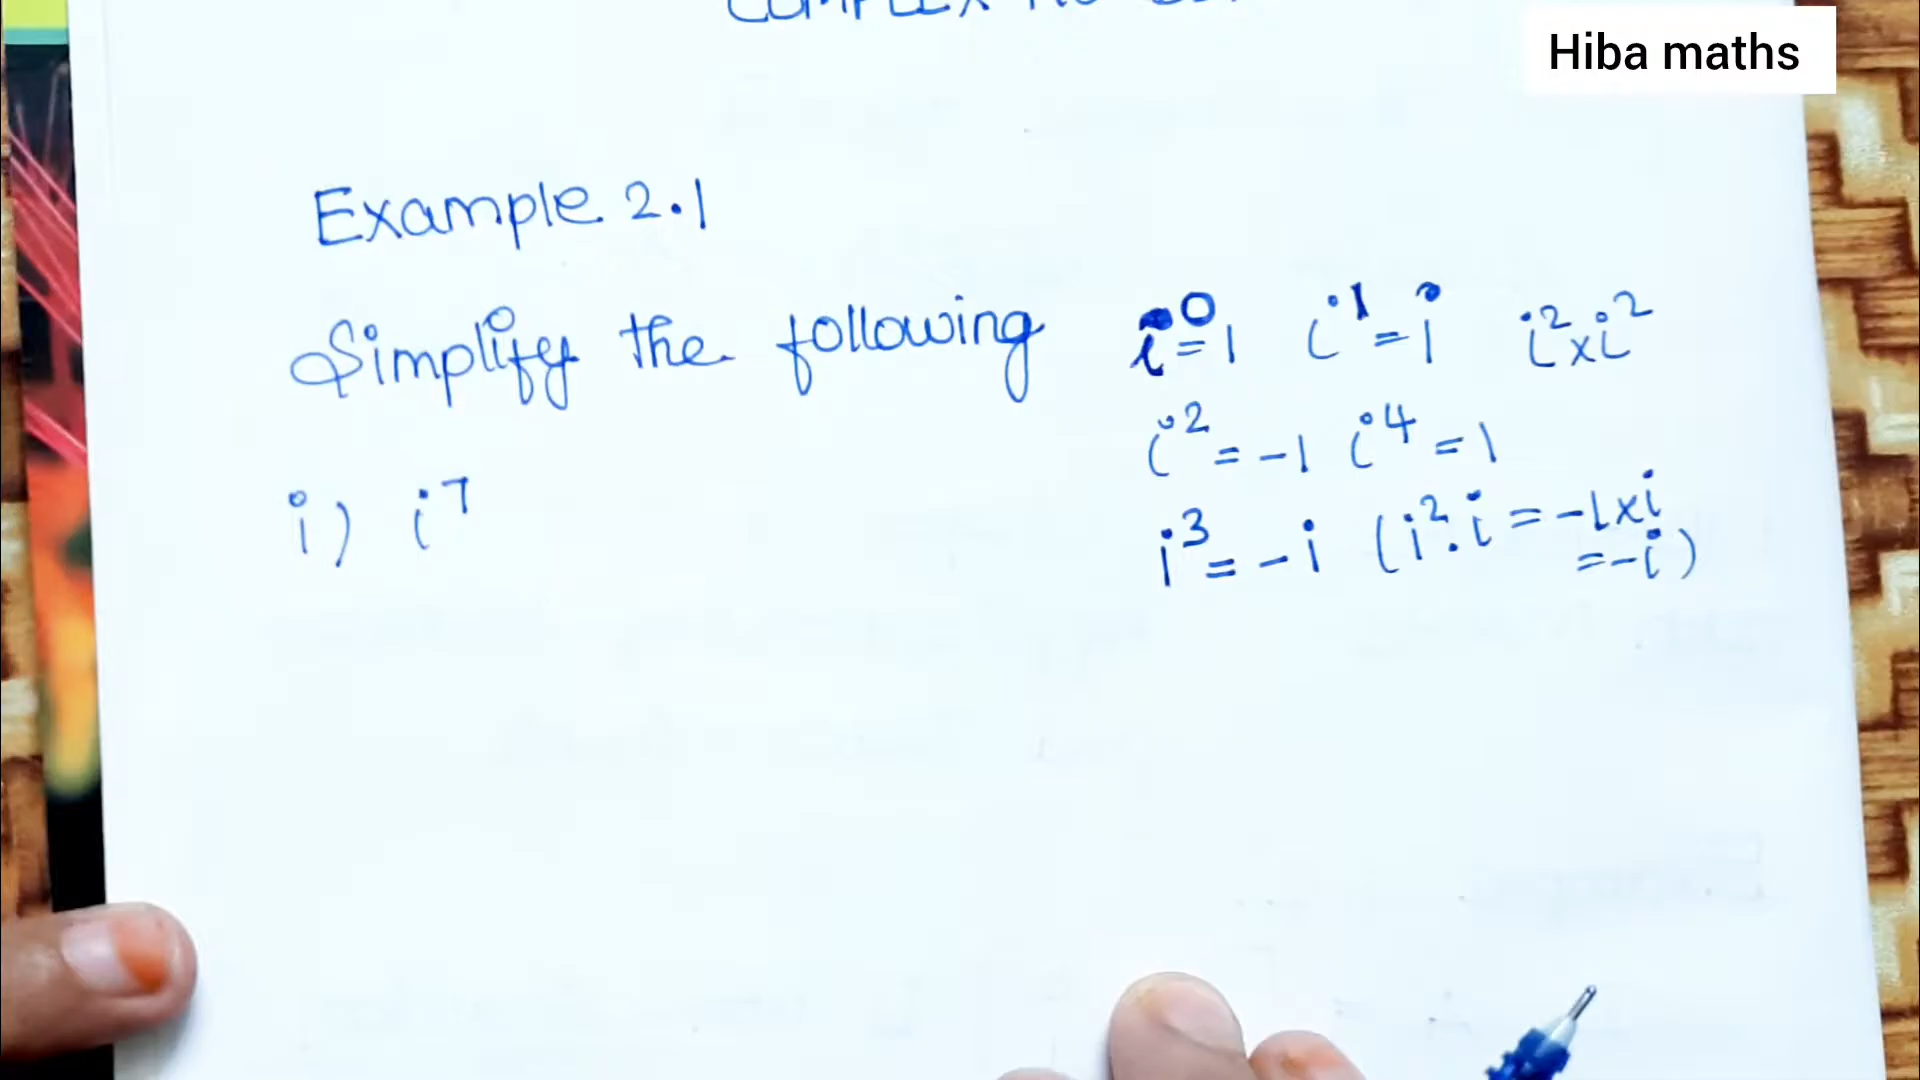 Hiba maths
COMPLEX
Example 2.1
Simplify the following
i⁰=1 i¹=i i²×i²
i²=-1 i⁴=1
i) i⁷
i³=-i (i².i=-1×i
=-i)